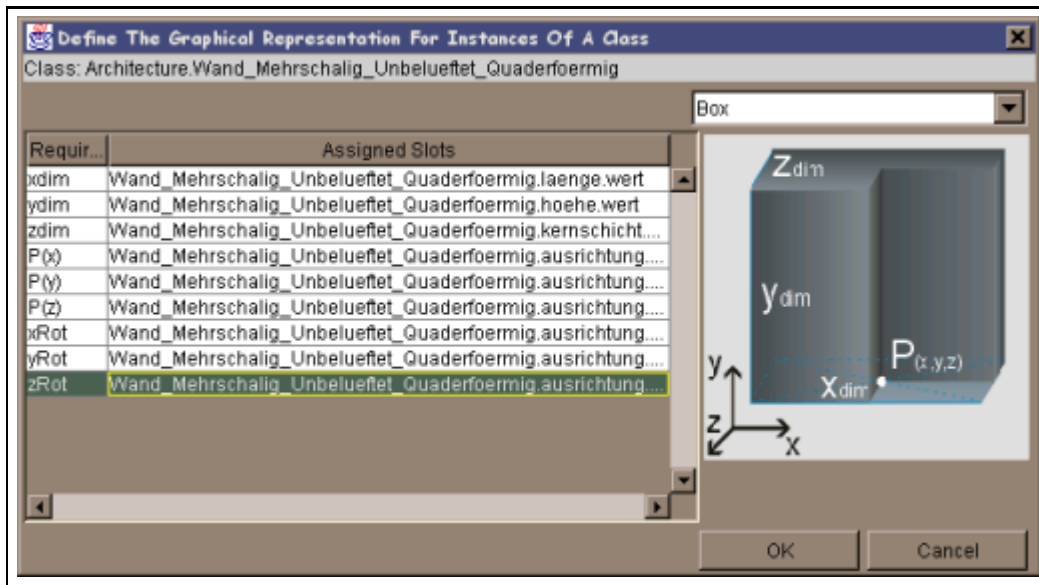 Define The Graphical Representation For Instances Of A Class
Class: Architecture.Wand_Mehrschalig_Unbelueftet_Quaderfoermig
Box
Requir... Assigned Slots
xdim Wand_Mehrschalig_Unbelueftet_Quaderfoermig.laenge.wert
ydim Wand_Mehrschalig_Unbelueftet_Quaderfoermig.hoehe.wert
zdim Wand_Mehrschalig_Unbelueftet_Quaderfoermig.kernschicht....
P(x) Wand_Mehrschalig_Unbelueftet_Quaderfoermig.ausrichtung....
P(y) Wand_Mehrschalig_Unbelueftet_Quaderfoermig.ausrichtung....
P(z) Wand_Mehrschalig_Unbelueftet_Quaderfoermig.ausrichtung....
xRot Wand_Mehrschalig_Unbelueftet_Quaderfoermig.ausrichtung....
yRot Wand_Mehrschalig_Unbelueftet_Quaderfoermig.ausrichtung....
zRot Wand_Mehrschalig_Unbelueftet_Quaderfoermig.ausrichtung....
Zdim
ydim
P(x,y,z)
xdim
y
z
x
OK Cancel